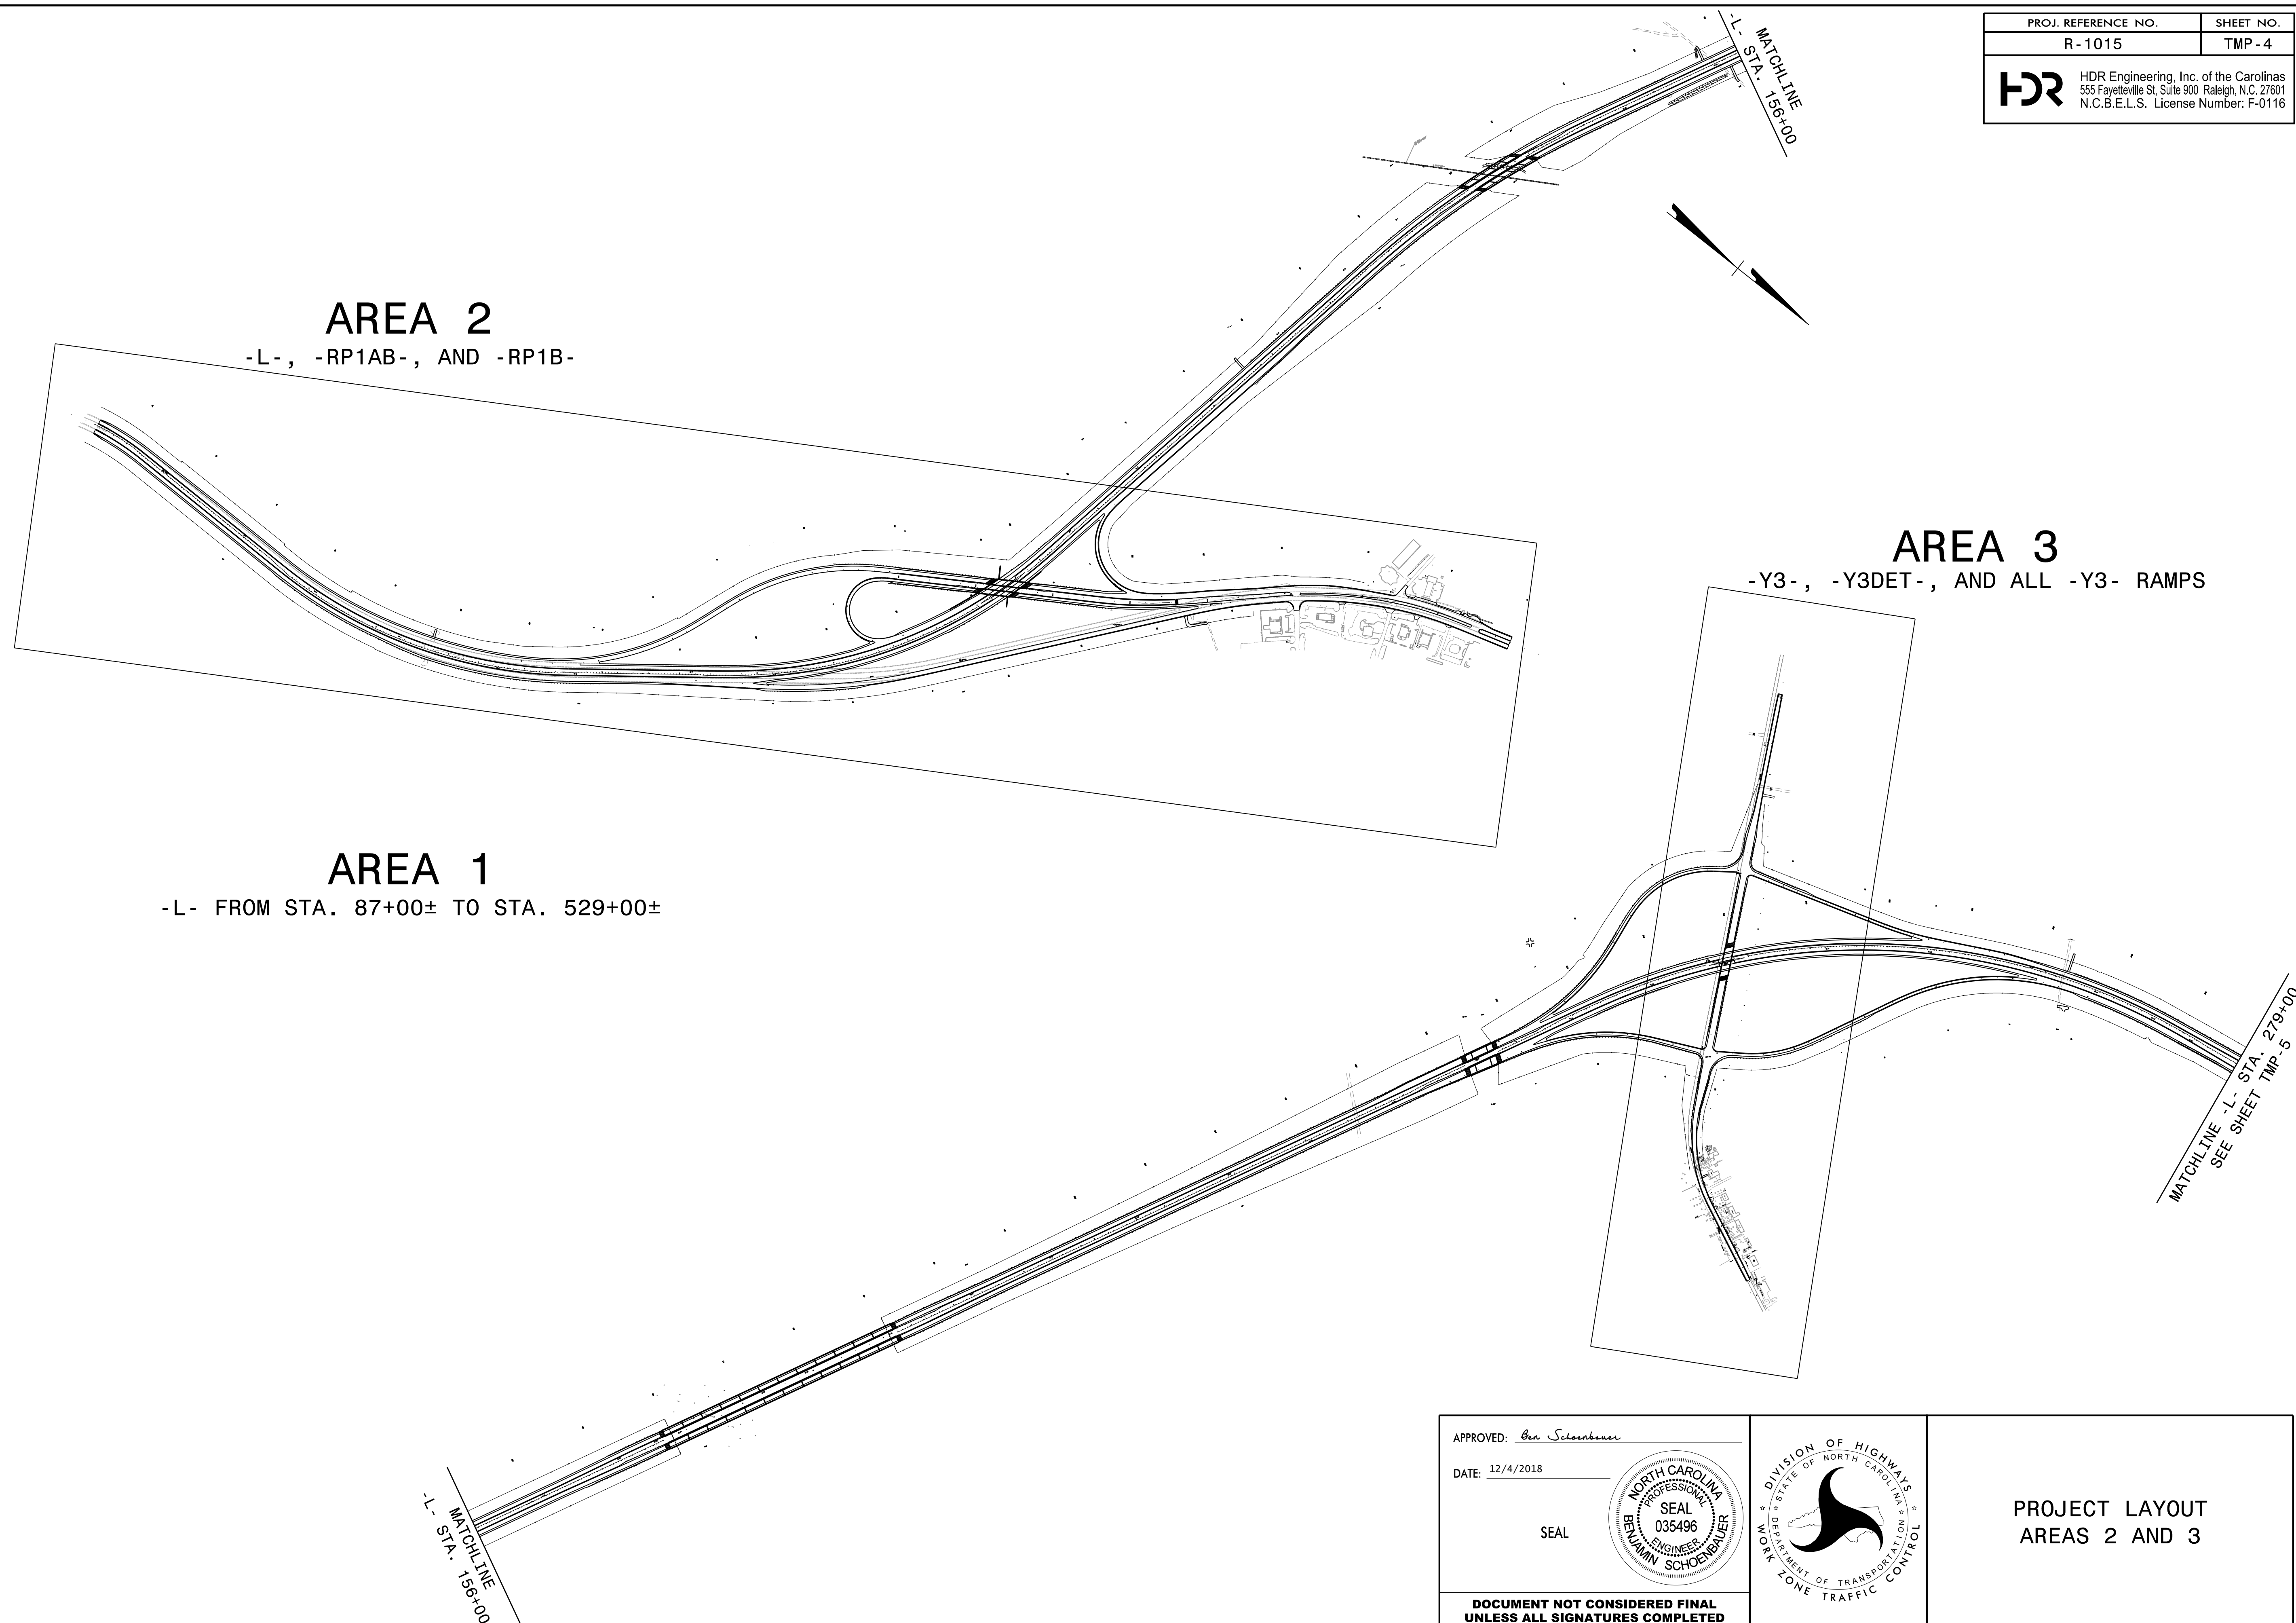 PROJ. REFERENCE NO.
SHEET NO.
R-1015
TMP-4
HDR
HDR Engineering, Inc. of the Carolinas
555 Fayetteville St, Suite 900 Raleigh, N.C. 27601
N.C.B.E.L.S. License Number: F-0116
MATCHLINE
-L- STA. 156+00
AREA 2
-L-, -RP1AB-, AND -RP1B-
AREA 3
-Y3-, -Y3DET-, AND ALL -Y3- RAMPS
AREA 1
-L- FROM STA. 87+00± TO STA. 529+00±
MATCHLINE -L- STA. 279+00
SEE SHEET TMP-5
MATCHLINE
-L- STA. 156+00
APPROVED: Ben Schoenbauer
DATE: 12/4/2018
SEAL
NORTH CAROLINA
PROFESSIONAL
SEAL
035496
ENGINEER
BENJAMIN SCHOENBAUER
DOCUMENT NOT CONSIDERED FINAL
UNLESS ALL SIGNATURES COMPLETED
DIVISION OF HIGHWAYS
STATE OF NORTH CAROLINA
DEPARTMENT OF TRANSPORTATION
WORK ZONE TRAFFIC CONTROL
PROJECT LAYOUT
AREAS 2 AND 3